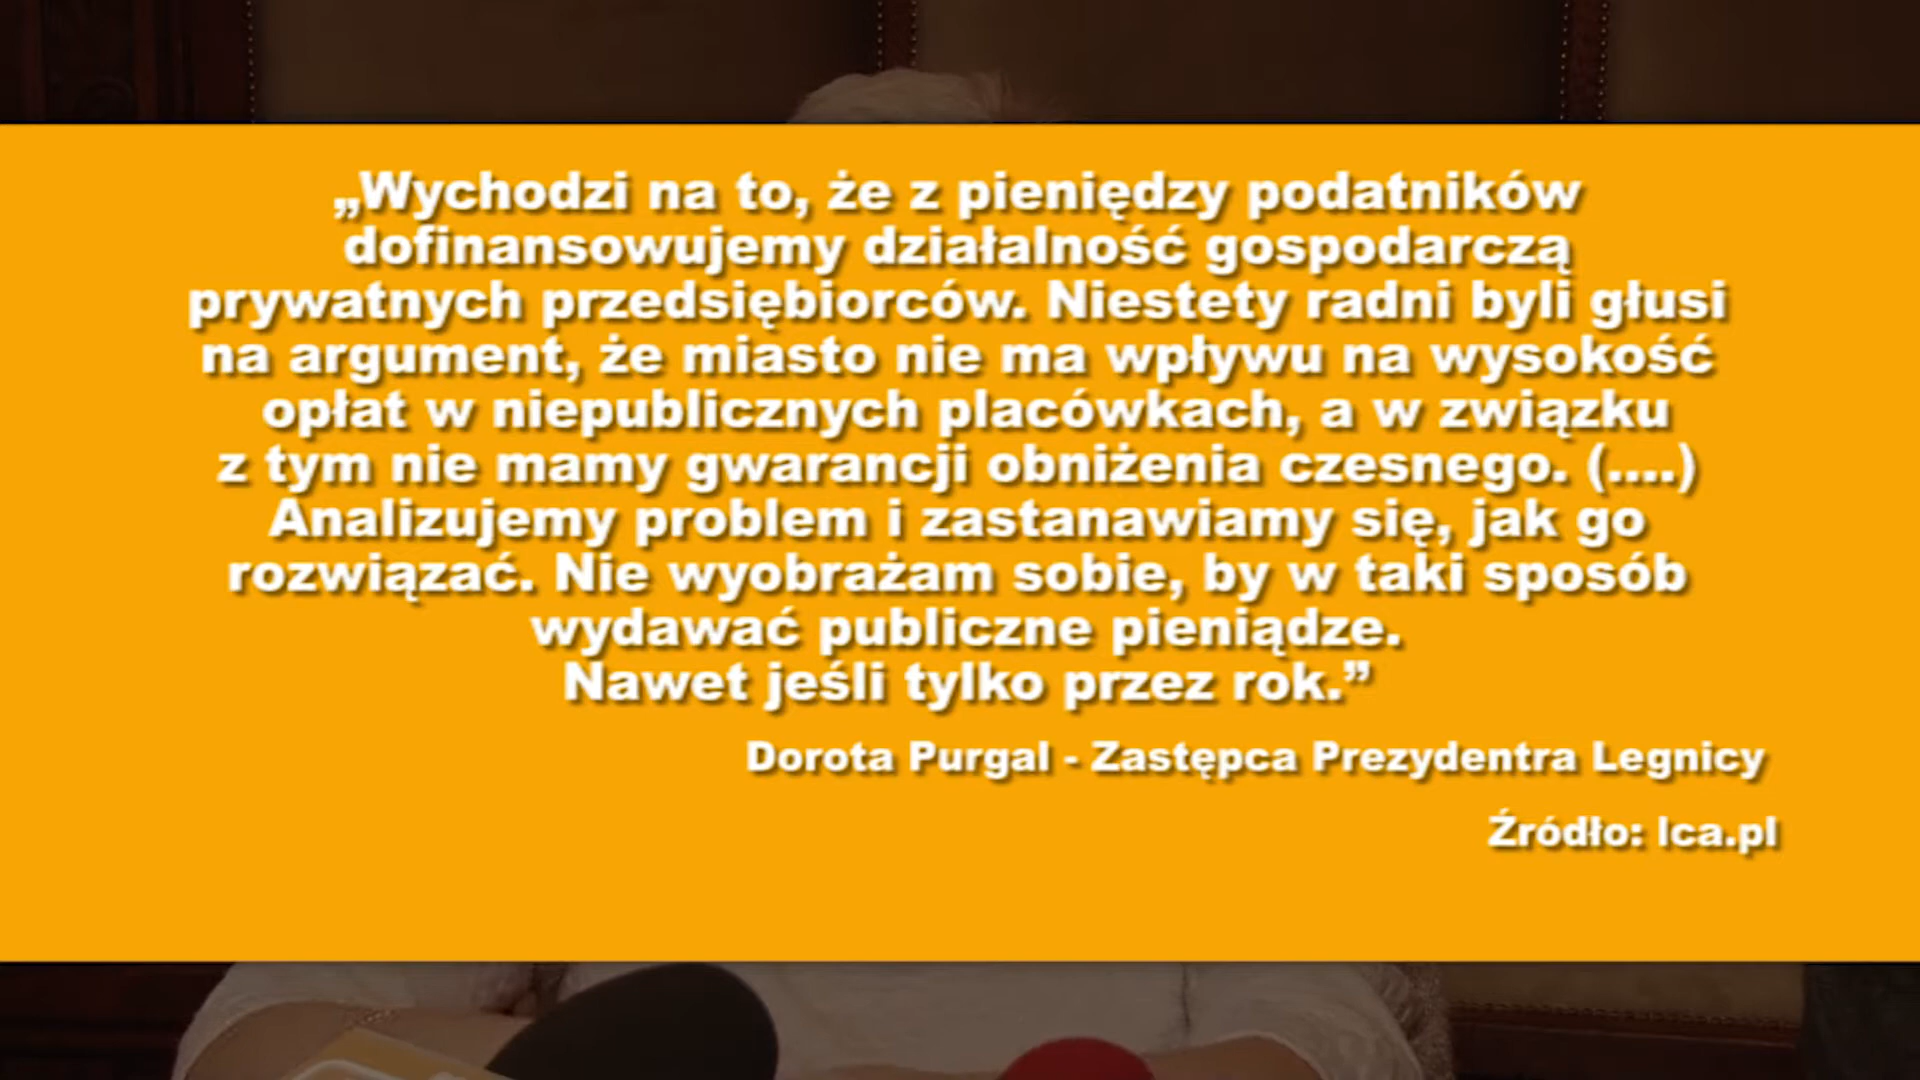 „Wychodzi na to, że z pieniędzy podatników
dofinansowujemy działalność gospodarczą
prywatnych przedsiębiorców. Niestety radni byli głusi
na argument, że miasto nie ma wpływu na wysokość
opłat w niepublicznych placówkach, a w związku
z tym nie mamy gwarancji obniżenia czesnego. (....)
Analizujemy problem i zastanawiamy się, jak go
rozwiązać. Nie wyobrażam sobie, by w taki sposób
wydawać publiczne pieniądze.
Nawet jeśli tylko przez rok.”
Dorota Purgal - Zastępca Prezydentra Legnicy
Źródło: lca.pl